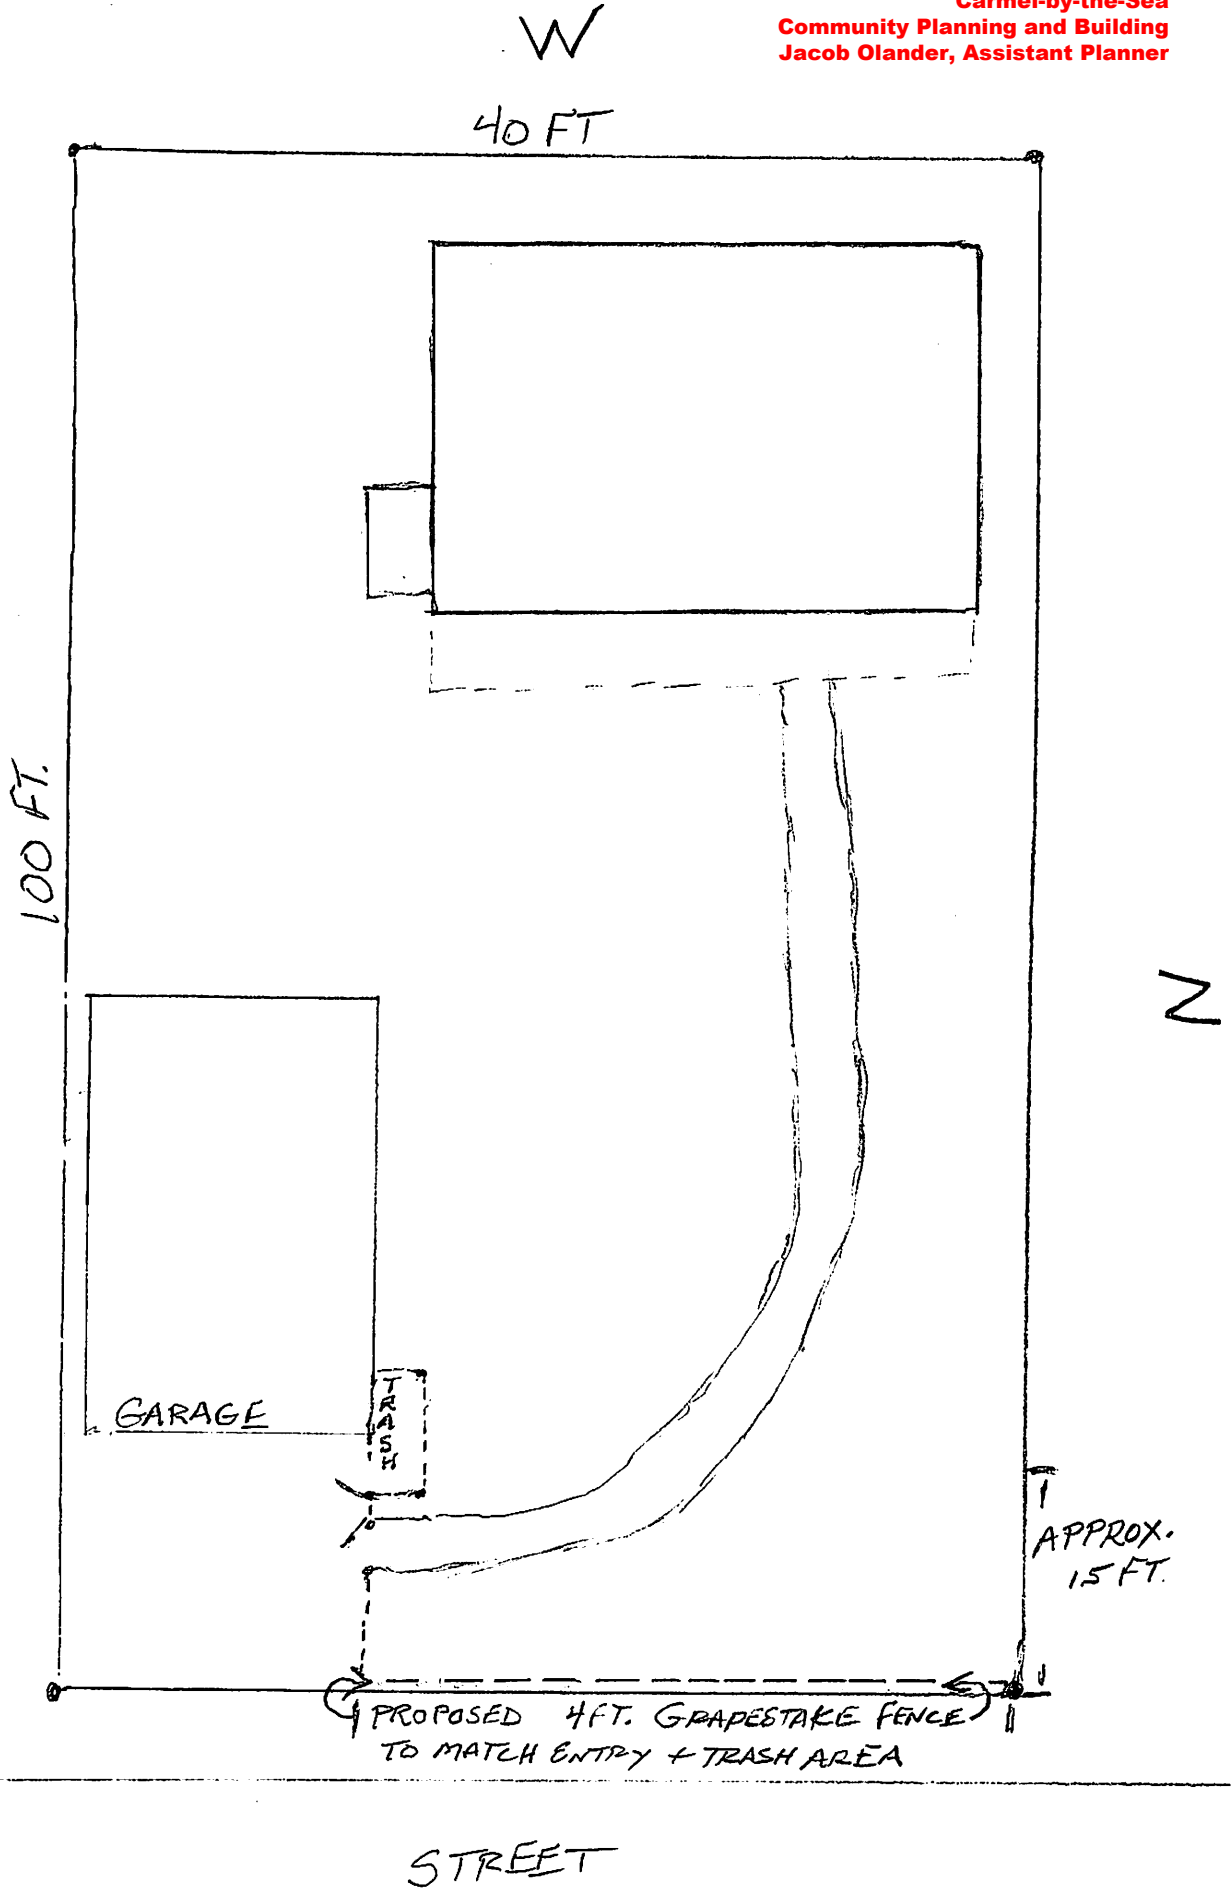 Carmel-by-the-Sea
Community Planning and Building
Jacob Olander, Assistant Planner
W
40 FT
100 FT.
N
GARAGE
TRASH
APPROX.
15 FT.
PROPOSED 4FT. GRAPESTAKE FENCE
TO MATCH ENTRY + TRASH AREA
STREET